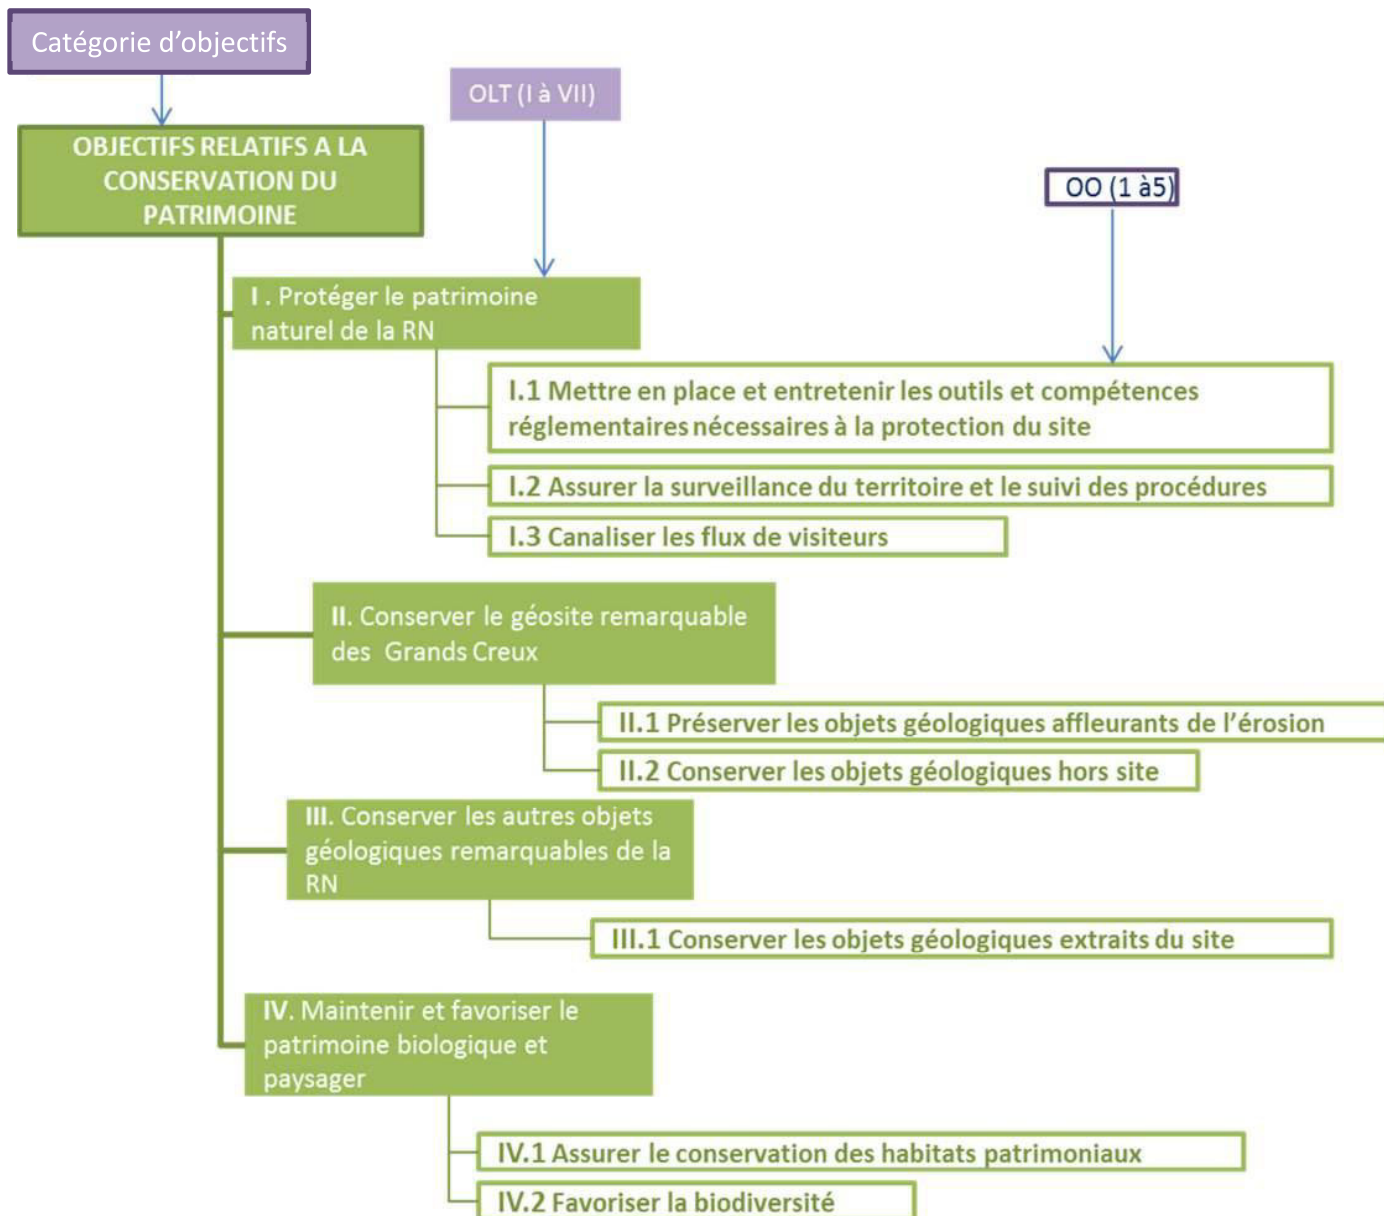 Catégorie d'objectifs
OLT (I à VII)
OBJECTIFS RELATIFS A LA
CONSERVATION DU
PATRIMOINE
OO (1 à5)
I . Protéger le patrimoine
naturel de la RN
I.1 Mettre en place et entretenir les outils et compétences
réglementaires nécessaires à la protection du site
I.2 Assurer la surveillance du territoire et le suivi des procédures
I.3 Canaliser les flux de visiteurs
II. Conserver le géosite remarquable
des Grands Creux
II.1 Préserver les objets géologiques affleurants de l'érosion
II.2 Conserver les objets géologiques hors site
III. Conserver les autres objets
géologiques remarquables de la
RN
III.1 Conserver les objets géologiques extraits du site
IV. Maintenir et favoriser le
patrimoine biologique et
paysager
IV.1 Assurer le conservation des habitats patrimoniaux
IV.2 Favoriser la biodiversité